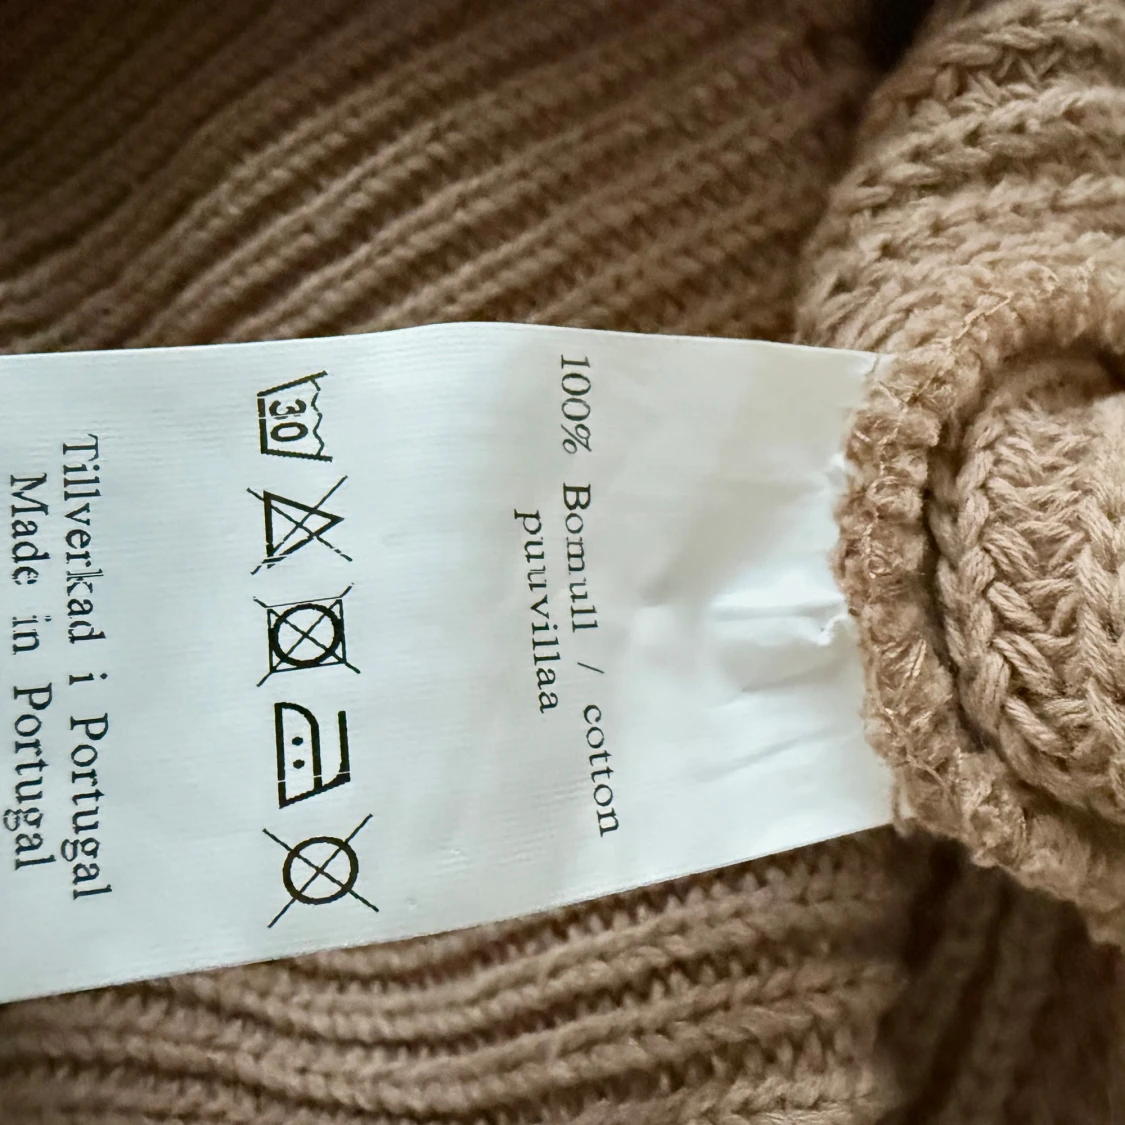 100% Bomull / cotton
puuvillaa
30
Tillverkad i Portugal
Made in Portugal